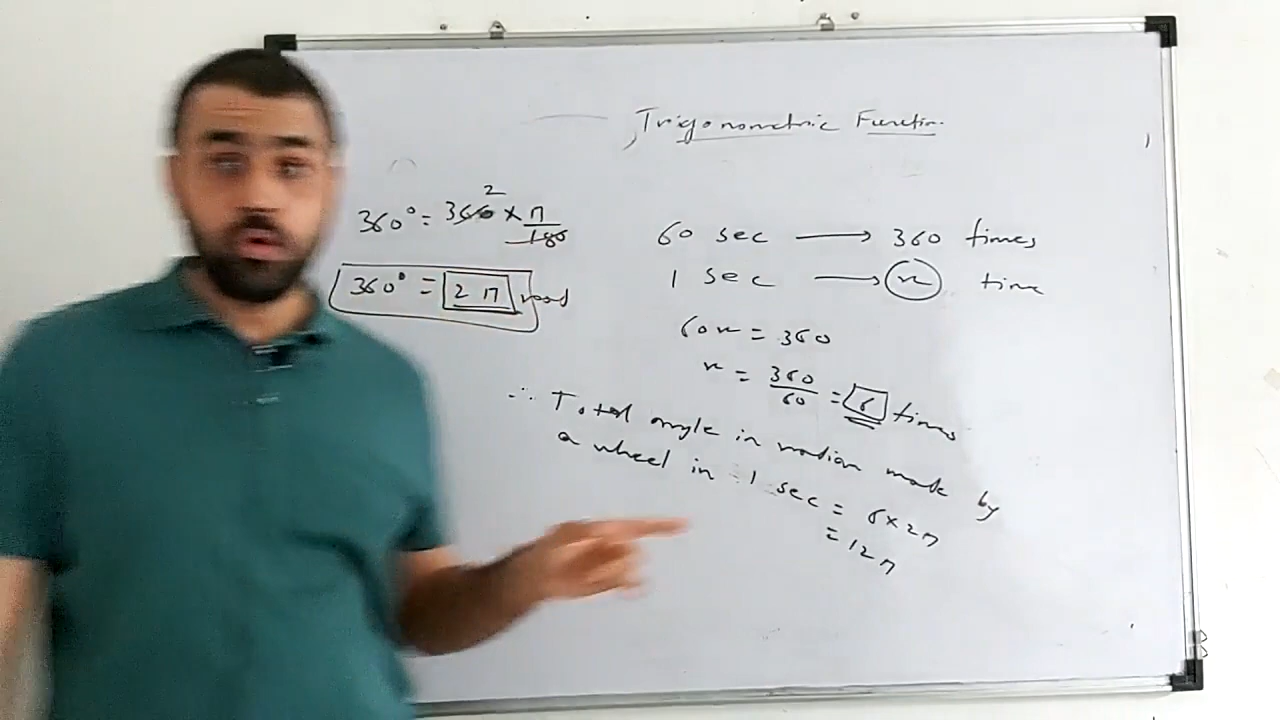 Trigonometric Function
360° = 360 × π/180 2
360° = 2π rad
60 sec → 360 times
1 sec → x time
60x = 360
x = 360/60 = 6 times
∴ Total angle in radian made by
a wheel in 1 sec = 6×2π
= 12π